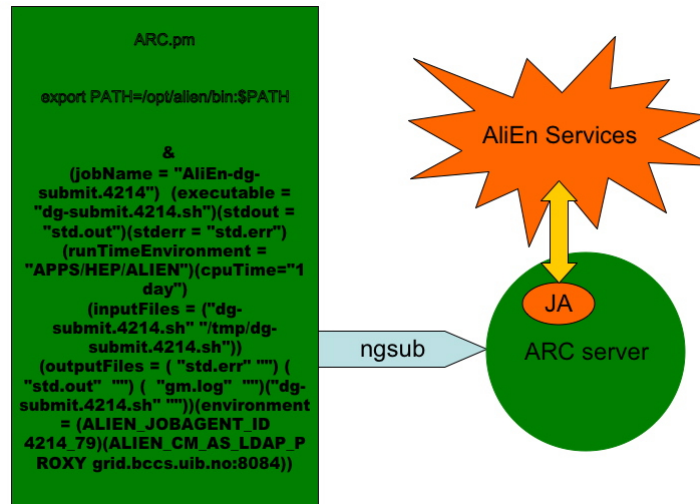 ARC.pm
export PATH=/opt/alien/bin:$PATH
&
(jobName = "AliEn-dg-
submit.4214") (executable =
"dg-submit.4214.sh")(stdout =
"std.out")(stderr = "std.err")
(runTimeEnvironment =
"APPS/HEP/ALIEN")(cpuTime="1
day")
(inputFiles = ("dg-
submit.4214.sh" "/tmp/dg-
submit.4214.sh"))
(outputFiles = ( "std.err" "") (
"std.out" "") ( "gm.log" "")("dg-
submit.4214.sh" ""))(environment
= (ALIEN_JOBAGENT_ID
4214_79)(ALIEN_CM_AS_LDAP_P
ROXY grid.bccs.uib.no:8084))
ngsub
AliEn Services
JA
ARC server